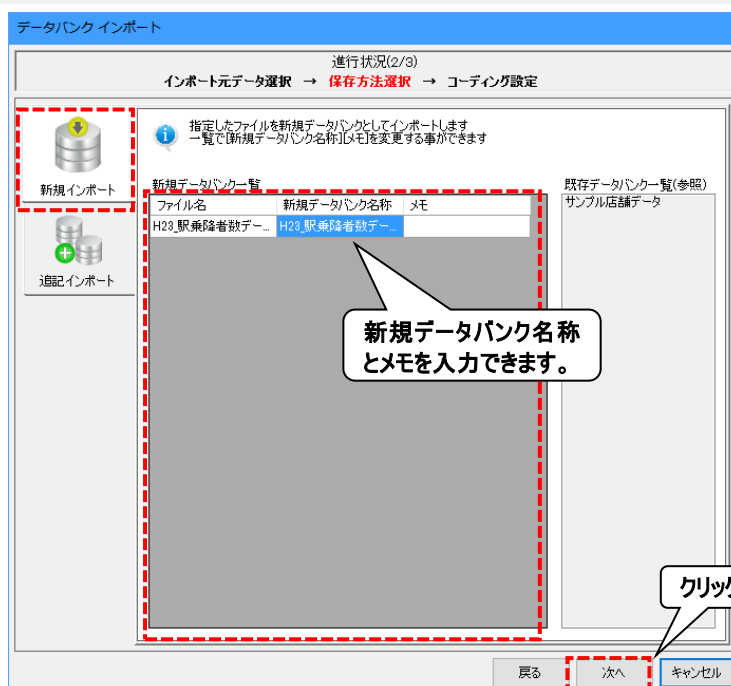 データバンク インポート
進行状況(2/3)
インポート元データ選択 → 保存方法選択 → コーディング設定
新規インポート
追記インポート
指定したファイルを新規データバンクとしてインポートします
一覧で[新規データバンク名称][メモ]を変更する事ができます
新規データバンク一覧
ファイル名 新規データバンク名称 メモ
H23_駅乗降者数デー... H23_駅乗降者数デー...
新規データバンク名称
とメモを入力できます。
既存データバンク一覧(参照)
サンプル店舗データ
クリッ
戻る 次へ キャンセル